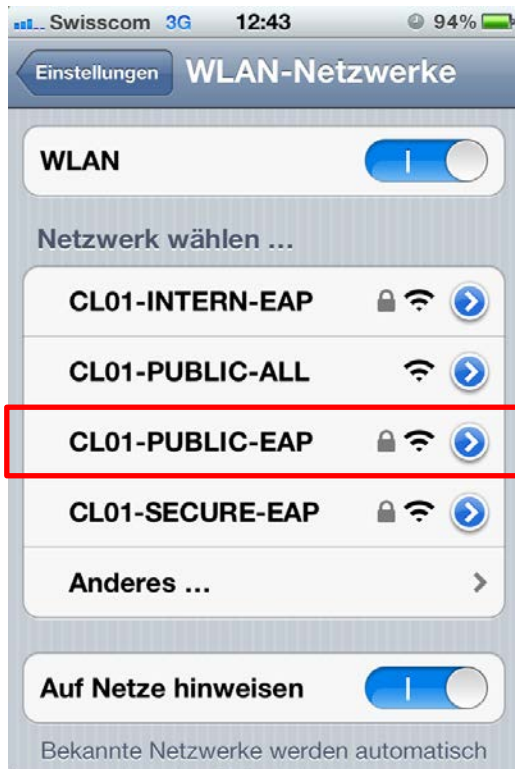 Swisscom 3G 12:43 94%
Einstellungen WLAN-Netzwerke
WLAN
Netzwerk wählen ...
CL01-INTERN-EAP
CL01-PUBLIC-ALL
CL01-PUBLIC-EAP
CL01-SECURE-EAP
Anderes ...
Auf Netze hinweisen
Bekannte Netzwerke werden automatisch